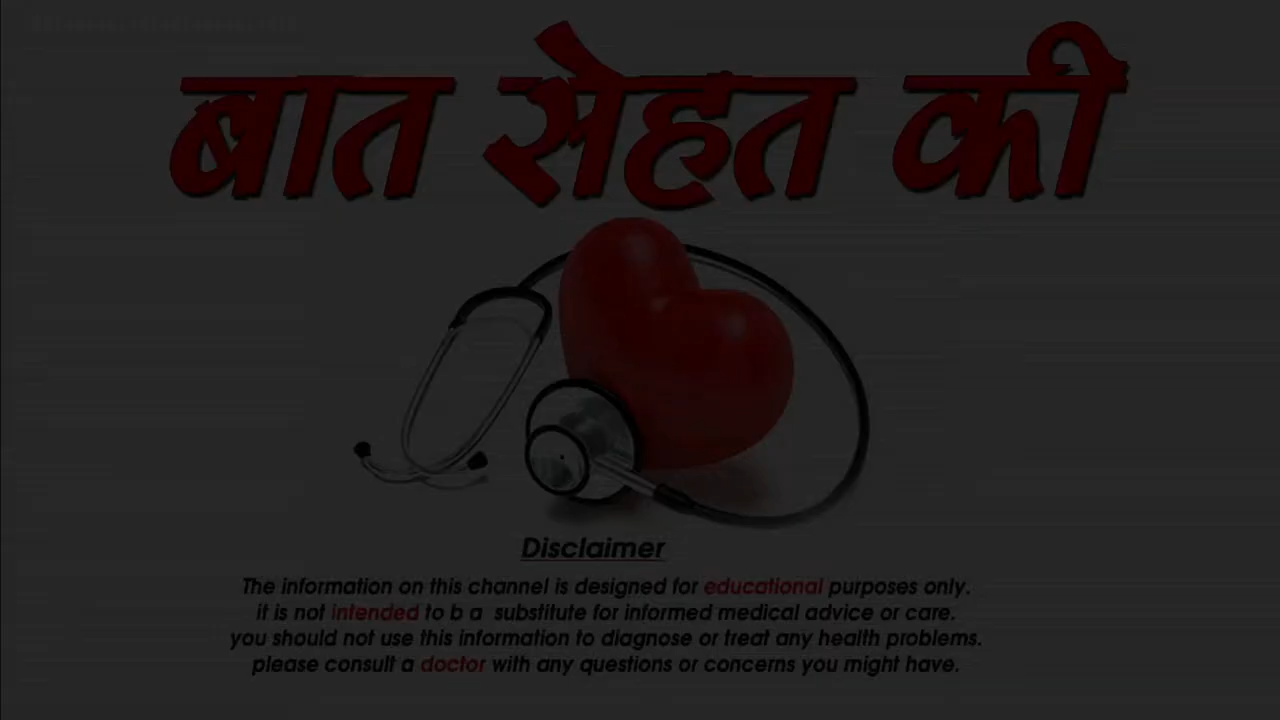 बात सेहत की
Disclaimer
The information on this channel is designed for educational purposes only.
it is not intended to b a substitute for informed medical advice or care.
you should not use this information to diagnose or treat any health problems.
please consult a doctor with any questions or concerns you might have.